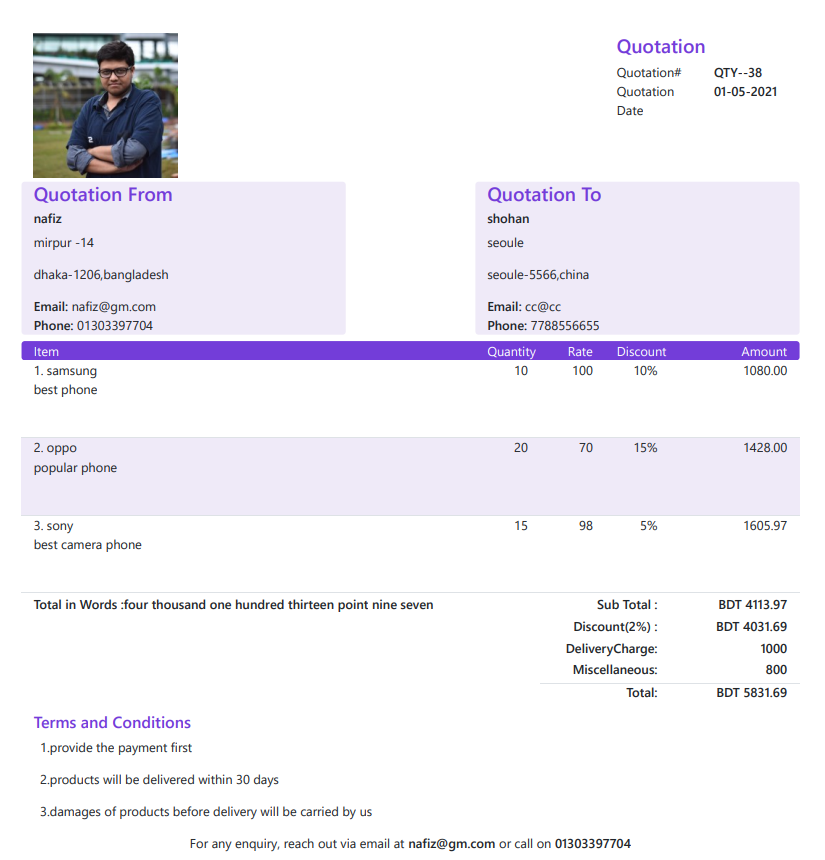 Quotation
Quotation# QTY--38
Quotation 01-05-2021
Date
Quotation From
nafiz
mirpur -14
dhaka-1206,bangladesh
Email: nafiz@gm.com
Phone: 01303397704
Quotation To
shohan
seoule
seoule-5566,china
Email: cc@cc
Phone: 7788556655
Item Quantity Rate Discount Amount
1. samsung 10 100 10% 1080.00
best phone
2. oppo 20 70 15% 1428.00
popular phone
3. sony 15 98 5% 1605.97
best camera phone
Total in Words :four thousand one hundred thirteen point nine seven
Sub Total : BDT 4113.97
Discount(2%) : BDT 4031.69
DeliveryCharge: 1000
Miscellaneous: 800
Total: BDT 5831.69
Terms and Conditions
1.provide the payment first
2.products will be delivered within 30 days
3.damages of products before delivery will be carried by us
For any enquiry, reach out via email at nafiz@gm.com or call on 01303397704